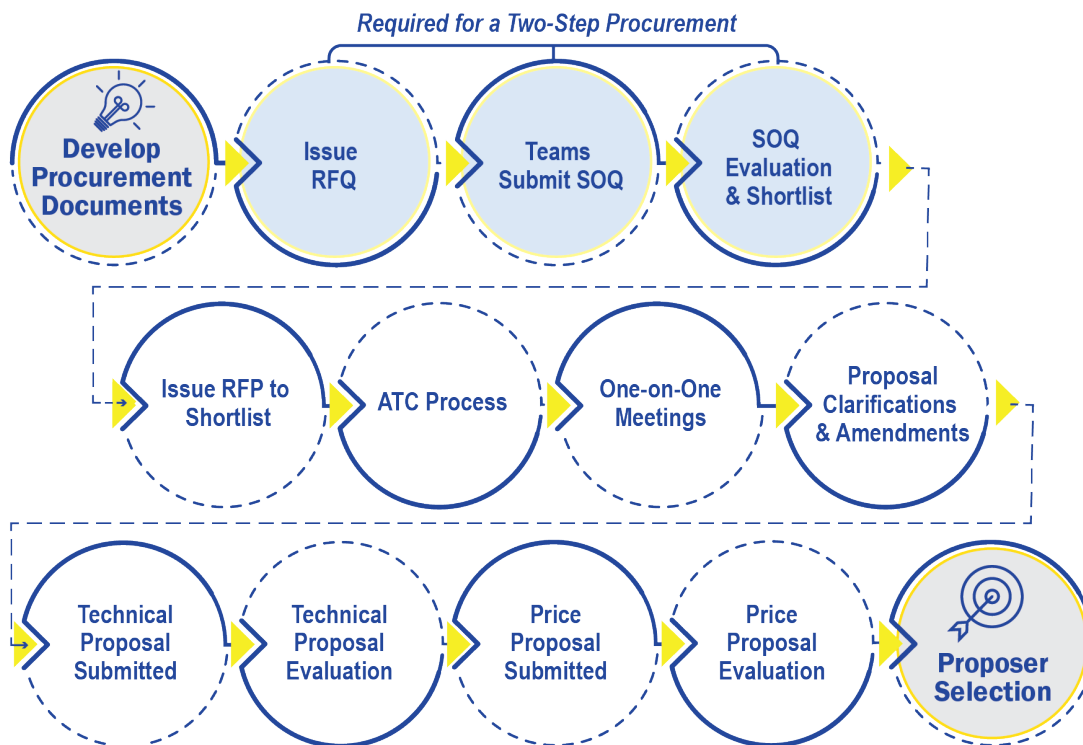 Required for a Two-Step Procurement
Develop
Procurement
Documents
Issue
RFQ
Teams
Submit SOQ
SOQ
Evaluation
& Shortlist
Issue RFP to
Shortlist
ATC Process
One-on-One
Meetings
Proposal
Clarifications
& Amendments
Technical
Proposal
Submitted
Technical
Proposal
Evaluation
Price
Proposal
Submitted
Price
Proposal
Evaluation
Proposer
Selection